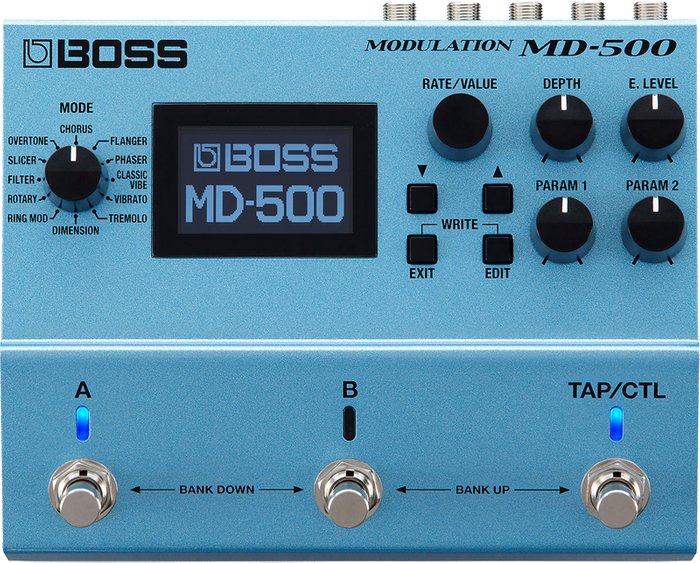 BOSS
MODULATION MD-500
MODE
CHORUS
OVERTONE
FLANGER
SLICER
PHASER
FILTER
CLASSIC
VIBE
ROTARY
VIBRATO
RING MOD
TREMOLO
DIMENSION
BOSS
MD-500
RATE/VALUE
DEPTH
E. LEVEL
▼
▲
PARAM 1
PARAM 2
WRITE
EXIT
EDIT
A
B
TAP/CTL
BANK DOWN
BANK UP